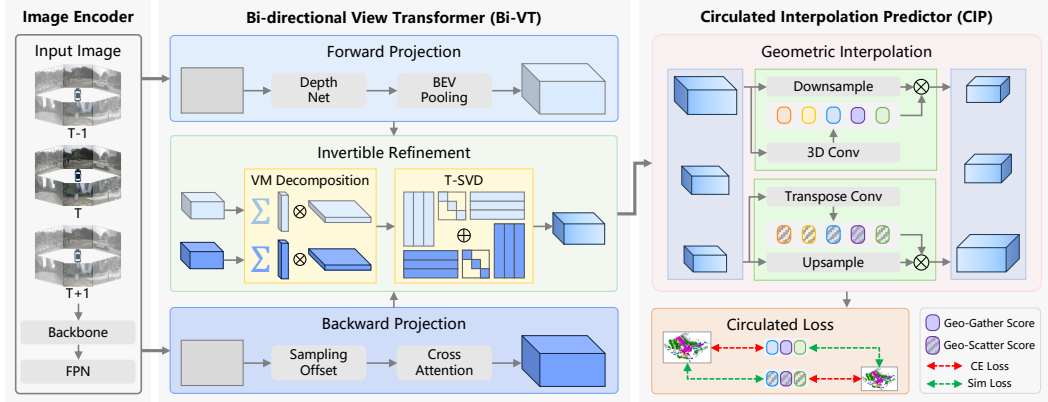 Image Encoder
Input Image
T-1
T
T+1
Backbone
FPN
Bi-directional View Transformer (Bi-VT)
Forward Projection
Depth
Net
BEV
Pooling
Invertible Refinement
VM Decomposition
T-SVD
Σ
⊗
Σ
⊗
⊕
Backward Projection
Sampling
Offset
Cross
Attention
Circulated Interpolation Predictor (CIP)
Geometric Interpolation
Downsample
⊗
3D Conv
Transpose Conv
Upsample
⊗
Circulated Loss
Geo-Gather Score
Geo-Scatter Score
CE Loss
Sim Loss